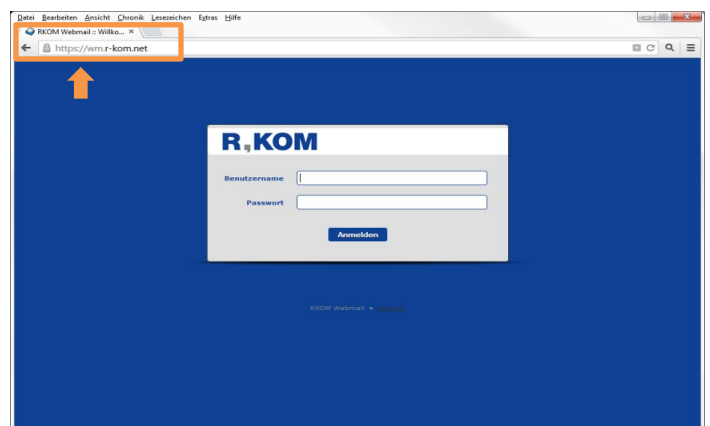 Datei Bearbeiten Ansicht Chronik Lesezeichen Extras Hilfe
RKOM Webmail :: Willko... ×
https://wm.r-kom.net
R,KOM
Benutzername
Passwort
Anmelden
RKOM Webmail •